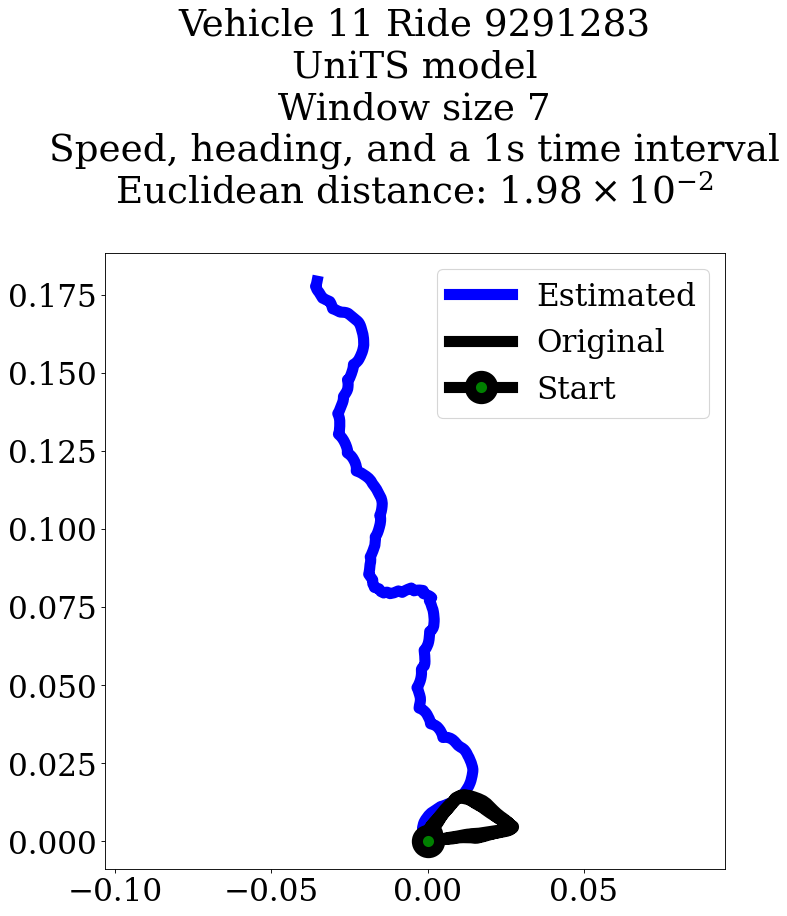 Vehicle 11 Ride 9291283
UniTS model
Window size 7
Speed, heading, and a 1s time interval
Euclidean distance: 1.98 × 10⁻²
Estimated
Original
Start
0.175
0.150
0.125
0.100
0.075
0.050
0.025
0.000
−0.10 −0.05 0.00 0.05